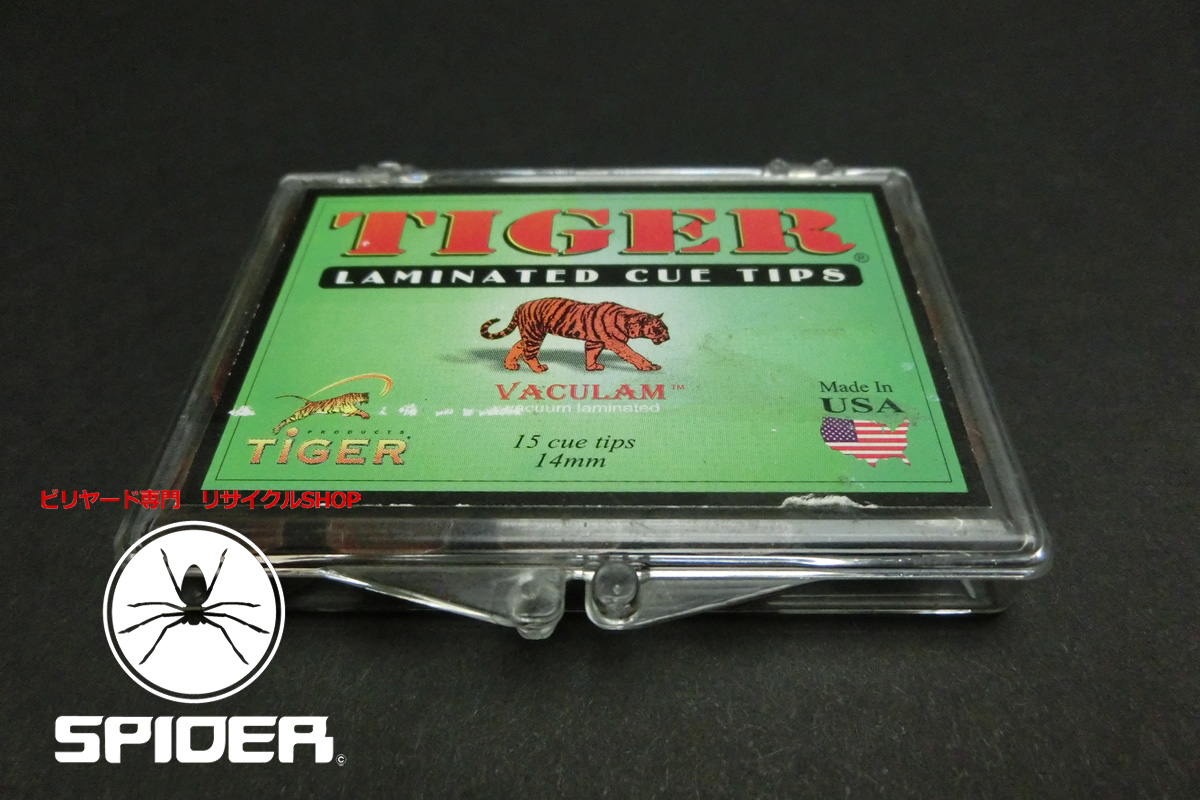 TIGER®
LAMINATED CUE TIPS
VACULAM™
vacuum laminated
15 cue tips
14mm
PRODUCTS
TiGER
Made In
USA
ビリヤード専門 リサイクルSHOP
SPIDER©